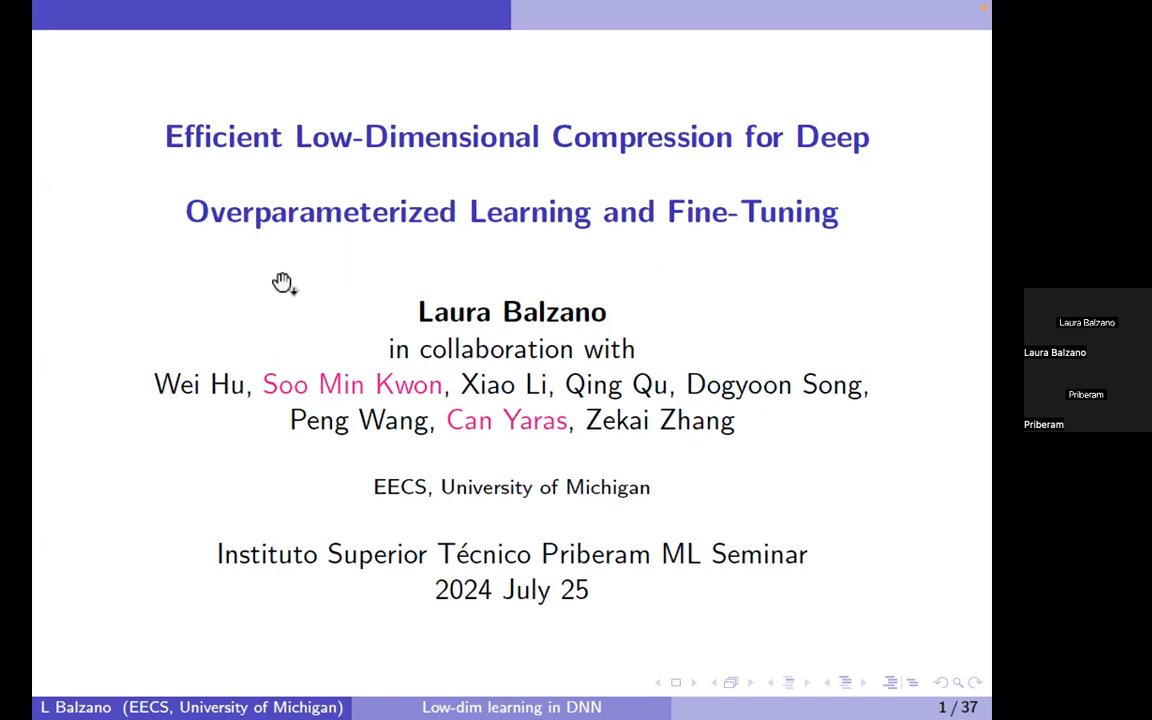 Efficient Low-Dimensional Compression for Deep
Overparameterized Learning and Fine-Tuning
Laura Balzano
in collaboration with
Wei Hu, Soo Min Kwon, Xiao Li, Qing Qu, Dogyoon Song,
Peng Wang, Can Yaras, Zekai Zhang
EECS, University of Michigan
Instituto Superior Técnico Priberam ML Seminar
2024 July 25
L Balzano (EECS, University of Michigan)
Low-dim learning in DNN
1 / 37
Laura Balzano
Laura Balzano
Priberam
Priberam